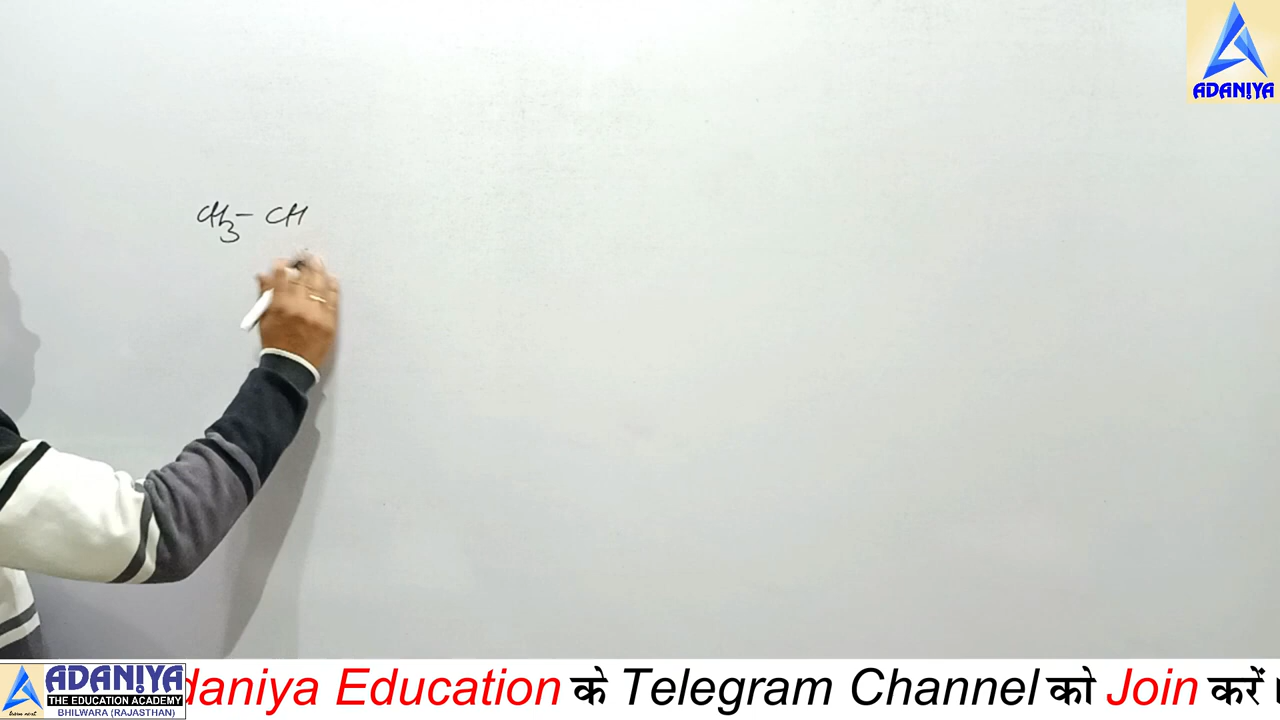 ADANIYA
CH3- CH
ADANIYA
THE EDUCATION ACADEMY
BHILWARA (RAJASTHAN)
daniya Education के Telegram Channel को Join करें।